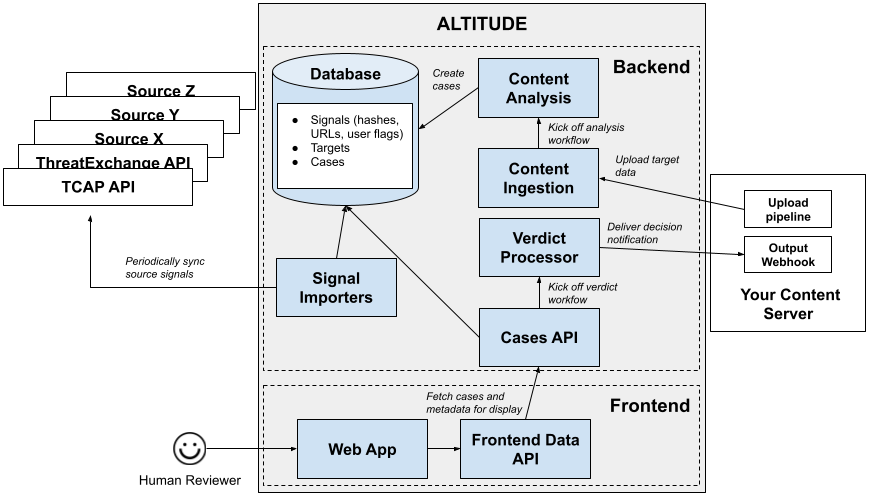 ALTITUDE
Backend
Database
Signals (hashes,
URLs, user flags)
Targets
Cases
Create
cases
Content
Analysis
Kick off analysis
workflow
Content
Ingestion
Upload target
data
Source Z
Source Y
Source X
ThreatExchange API
TCAP API
Periodically sync
source signals
Signal
Importers
Verdict
Processor
Deliver decision
notification
Kick off verdict
workfow
Cases API
Upload
pipeline
Output
Webhook
Your Content
Server
Fetch cases and
metadata for display
Frontend
Web App
Frontend Data
API
Human Reviewer